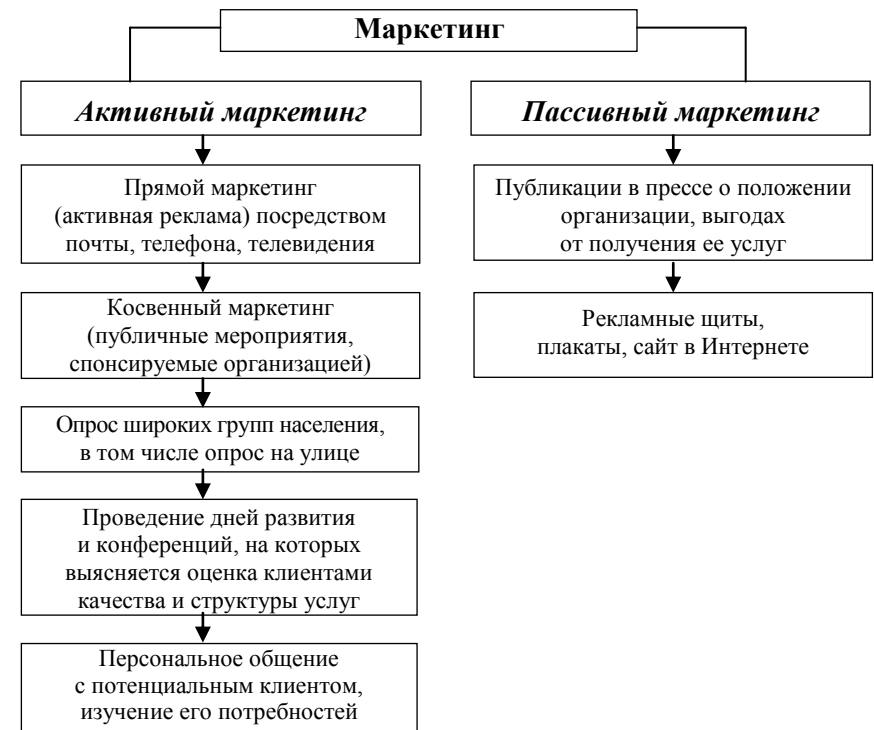 Маркетинг
Активный маркетинг
Прямой маркетинг
(активная реклама) посредством
почты, телефона, телевидения
Косвенный маркетинг
(публичные мероприятия,
спонсируемые организацией)
Опрос широких групп населения,
в том числе опрос на улице
Проведение дней развития
и конференций, на которых
выясняется оценка клиентами
качества и структуры услуг
Персональное общение
с потенциальным клиентом,
изучение его потребностей
Пассивный маркетинг
Публикации в прессе о положении
организации, выгодах
от получения ее услуг
Рекламные щиты,
плакаты, сайт в Интернете